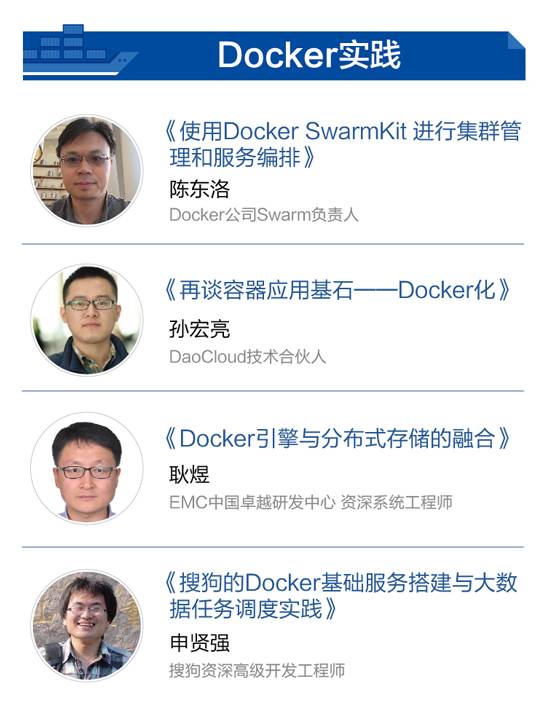 Docker实践
《使用Docker SwarmKit 进行集群管
理和服务编排》
陈东洛
Docker公司Swarm负责人
《再谈容器应用基石——Docker化》
孙宏亮
DaoCloud技术合伙人
《Docker引擎与分布式存储的融合》
耿煜
EMC中国卓越研发中心 资深系统工程师
《搜狗的Docker基础服务搭建与大数
据任务调度实践》
申贤强
搜狗资深高级开发工程师